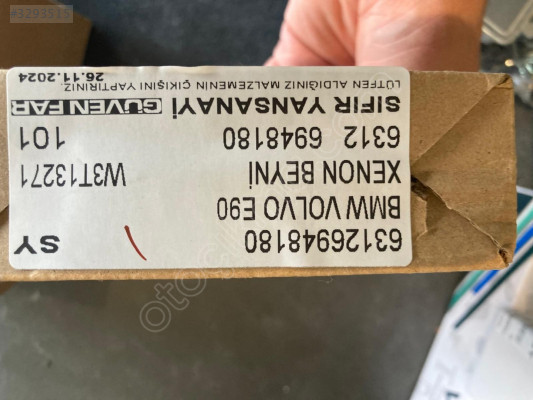 63126948180 SY
BMW VOLVO E90
XENON BEYNİ W3T13271
6312 6948180 101
SIFIR YANSANAYİ GÜVEN FAR
LÜTFEN ALDIĞINIZ MALZEMENİN ÇIKIŞINI YAPTIRINIZ 26.11.2024